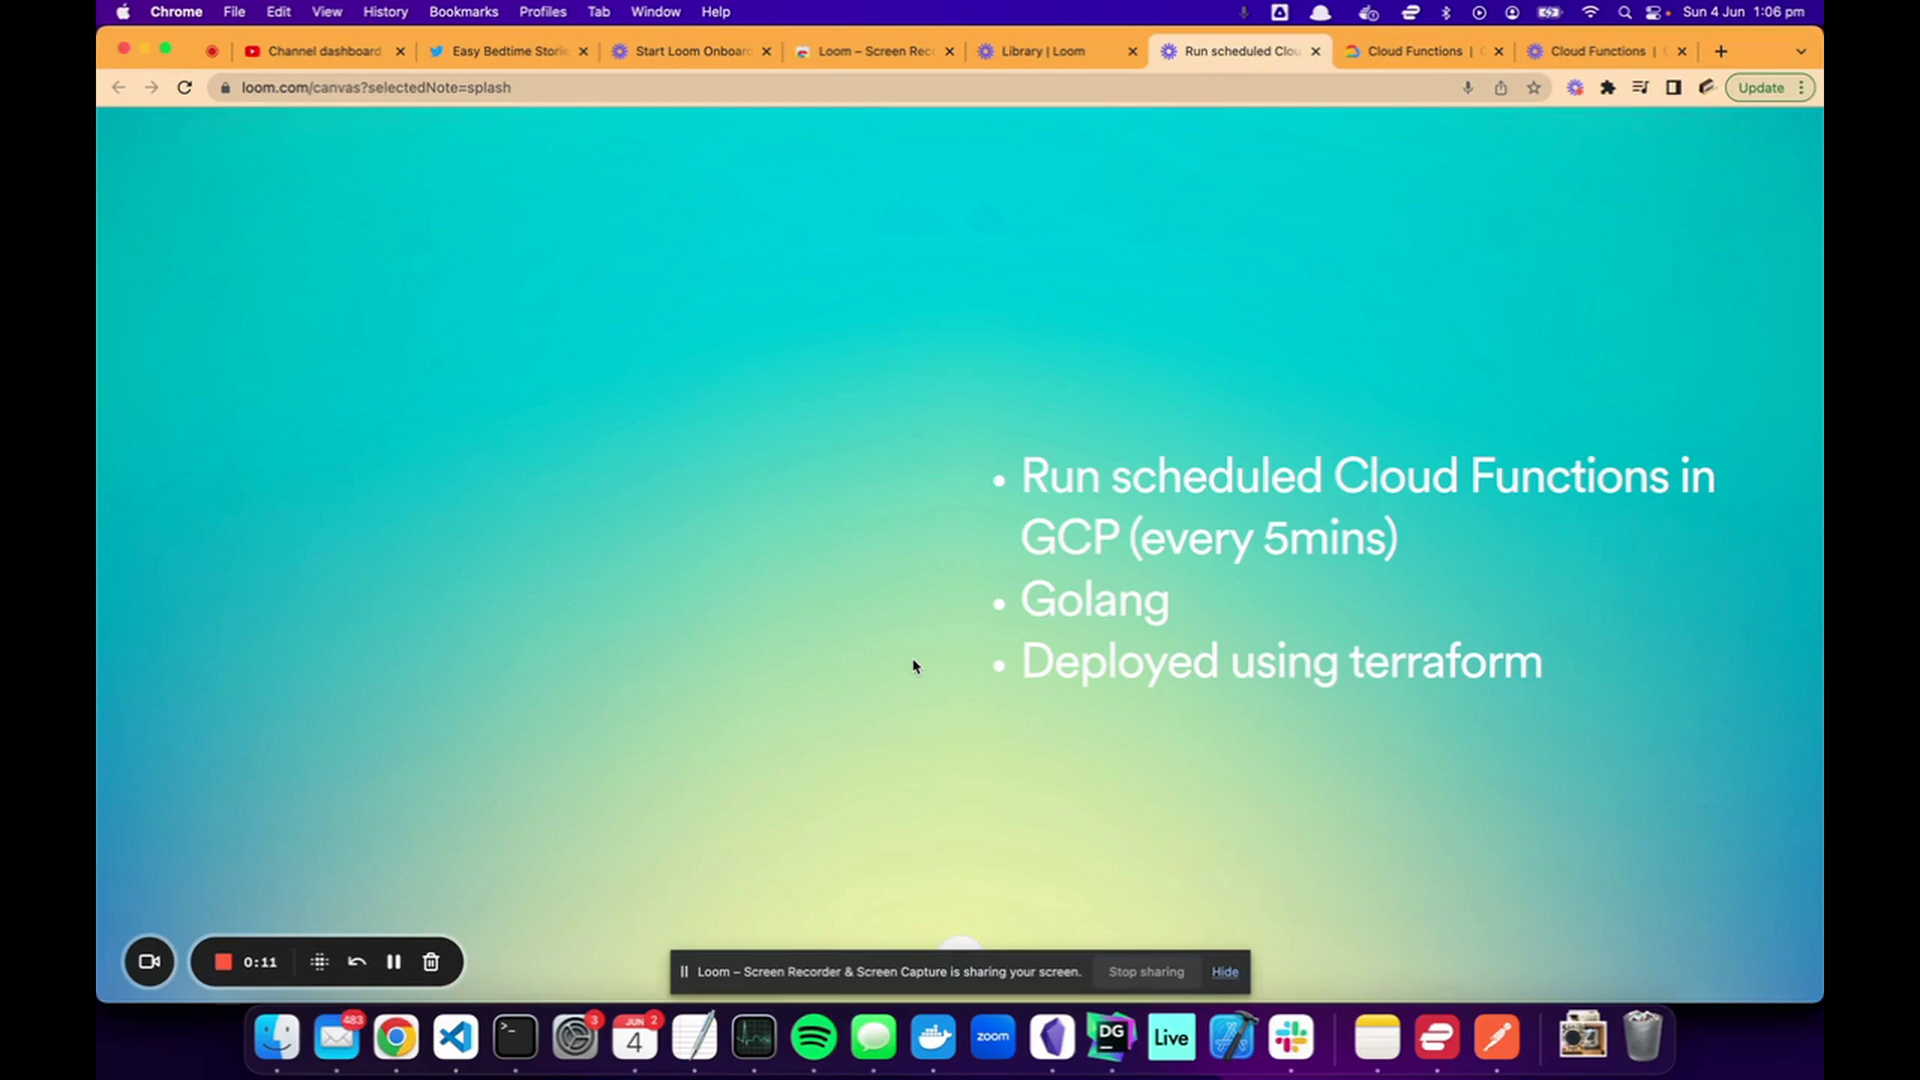 Chrome File Edit View History Bookmarks Profiles Tab Window Help Sun 4 Jun 1:06 pm
Channel dashboard Easy Bedtime Storie Start Loom Onboar Loom – Screen Rec Library | Loom Run scheduled Clou Cloud Functions | Cloud Functions |
loom.com/canvas?selectedNote=splash Update
• Run scheduled Cloud Functions in
GCP (every 5mins)
• Golang
• Deployed using terraform
0:11
Loom – Screen Recorder & Screen Capture is sharing your screen. Stop sharing Hide
483 >_ 3 JUN 2 4 zoom DG Live